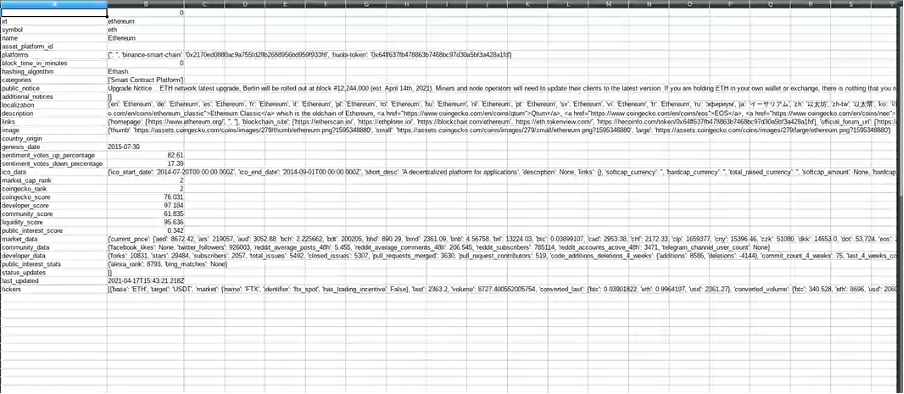 0
id ethereum
symbol eth
name Ethereum
asset_platform_id
platforms {'': '', 'binance-smart-chain': 'huobi-token':
block_time_in_minutes 0
hashing_algorithm Ethash
categories ['Smart Contract Platform']
public_notice Upgrade Notice . ETH network latest upgrade, Berlin will be rolled out at block #12,244,000 (est. April 14th, 2021). Miners and node operators will need to update their clients to the latest version. If you are holding ETH in your own wallet or exchange, there is nothing that you n
additional_notices []
localization {'en': 'Ethereum', 'de': 'Ethereum', 'es': 'Ethereum', 'fr': 'Ethereum', 'it': 'Ethereum', 'pl': 'Ethereum', 'ro': 'Ethereum', 'hu': 'Ethereum', 'nl': 'Ethereum', 'pt': 'Ethereum', 'sv': 'Ethereum', 'vi': 'Ethereum', 'tr': 'Ethereum', 'ru': 'ja': 'イーサリアム', 'zh': '以太坊', 'zh-tw': '以太幣', 'ko':
description o.com/en/coins/ethereum_classic">Ethereum Classic</a> which is the oldchain of Ethereum, <a href="https://www.coingecko.com/en/coins/qtum">Qtum</a>, <a href="https://www.coingecko.com/en/coins/eos">EOS</a>, <a href="https://www.coingecko.com/en/coins/neo">
links {'homepage': ['https://www.ethereum.org/', '', ''], 'blockchain_site': ['https://etherscan.io/', 'https://ethplorer.io/', 'https://blockchair.com/ethereum', 'https://eth.tokenview.com/', 'official_forum_url': ['https:
image {'thumb': 'https://assets.coingecko.com/coins/images/279/thumb/ethereum.png?1595348880', 'small': 'https://assets.coingecko.com/coins/images/279/small/ethereum.png?1595348880', 'large': 'https://assets.coingecko.com/coins/images/279/large/ethereum.png?1595348880'}
country_origin
genesis_date 2015-07-30
sentiment_votes_up_percentage 82.61
sentiment_votes_down_percentage 17.39
ico_data {'ico_start_date': '2014-07-20T00:00:00.000Z', 'ico_end_date': '2014-09-01T00:00:00.000Z', 'short_desc': 'A decentralized platform for applications', 'description': None, 'links': {}, 'softcap_currency': '', 'hardcap_currency': '', 'total_raised_currency': '', 'softcap_amount': None, 'hardcap
market_cap_rank 2
coingecko_rank 2
coingecko_score 76.031
developer_score 97.184
community_score 61.835
liquidity_score 95.636
public_interest_score 0.342
market_data {'current_price': {'aed': 8672.42, 'ars': 219057, 'aud': 3052.88, 'bch': 2.225662, 'bdt': 200205, 'bhd': 890.29, 'bmd': 2361.09, 'bnb': 4.56758, 'brl': 13224.03, 'btc': 0.03899107, 'cad': 2953.38, 'chf': 2172.33, 'clp': 1659377, 'cny': 15396.46, 'czk': 51080, 'dkk': 14653.0, 'dot': 53.724, 'eos':
community_data {'facebook_likes': None, 'twitter_followers': 926003, 'reddit_average_posts_48h': 5.455, 'reddit_average_comments_48h': 206.545, 'reddit_subscribers': 785114, 'reddit_accounts_active_48h': 3471, 'telegram_channel_user_count': None}
developer_data {'forks': 10831, 'stars': 29484, 'subscribers': 2057, 'total_issues': 5492, 'closed_issues': 5307, 'pull_requests_merged': 3630, 'pull_request_contributors': 519, 'code_additions_deletions_4_weeks': {'additions': 8586, 'deletions': -4144}, 'commit_count_4_weeks': 75, 'last_4_weeks_co
public_interest_stats {'alexa_rank': 8793, 'bing_matches': None}
status_updates []
last_updated 2021-04-17T15:43:21.218Z
tickers [{'base': 'ETH', 'target': 'USDT', 'market': {'name': 'FTX', 'identifier': 'ftx_spot', 'has_trading_incentive': False}, 'last': 2363.2, 'volume': 8727.400552005754, 'converted_last': {'btc': 0.03901822, 'eth': 0.9964197, 'usd': 2361.27}, 'converted_volume': {'btc': 340.528, 'eth': 8696, 'usd':